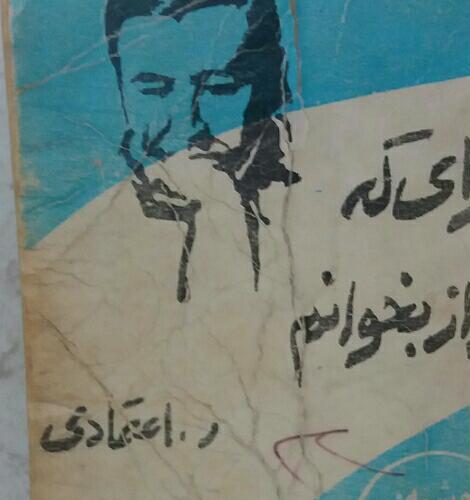 ای که
از بخوانم
ر. اعتمادی